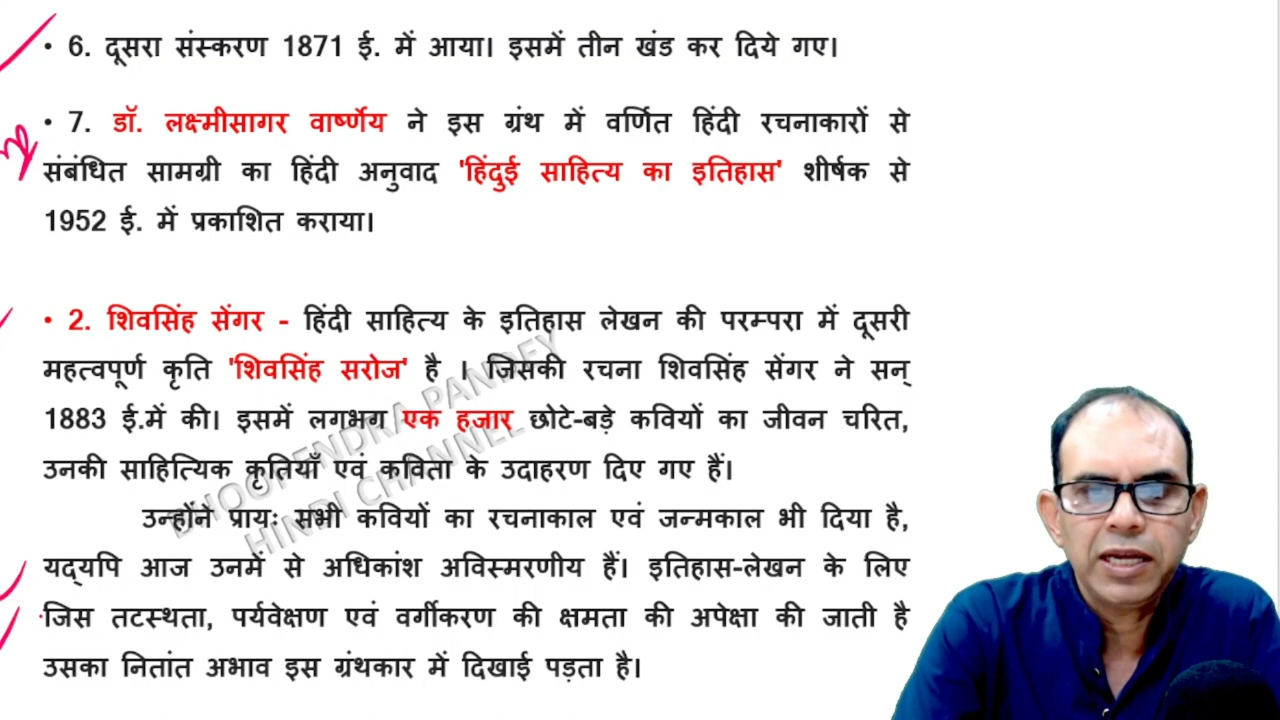 • 6. दूसरा संस्करण 1871 ई. में आया। इसमें तीन खंड कर दिये गए।
• 7. डॉ. लक्ष्मीसागर वार्ष्णेय ने इस ग्रंथ में वर्णित हिंदी रचनाकारों से
संबंधित सामग्री का हिंदी अनुवाद 'हिंदुई साहित्य का इतिहास' शीर्षक से
1952 ई. में प्रकाशित कराया।
• 2. शिवसिंह सेंगर - हिंदी साहित्य के इतिहास लेखन की परम्परा में दूसरी
महत्वपूर्ण कृति 'शिवसिंह सरोज' है । जिसकी रचना शिवसिंह सेंगर ने सन्
1883 ई.में की। इसमें लगभग एक हजार छोटे-बड़े कवियों का जीवन चरित,
उनकी साहित्यिक कृतियाँ एवं कविता के उदाहरण दिए गए हैं।
उन्होंने प्रायः सभी कवियों का रचनाकाल एवं जन्मकाल भी दिया है,
यद्यपि आज उनमें से अधिकांश अविस्मरणीय हैं। इतिहास-लेखन के लिए
जिस तटस्थता, पर्यवेक्षण एवं वर्गीकरण की क्षमता की अपेक्षा की जाती है
उसका नितांत अभाव इस ग्रंथकार में दिखाई पड़ता है।
BHOOPENDRA PANDEY
HINDI CHANNEL